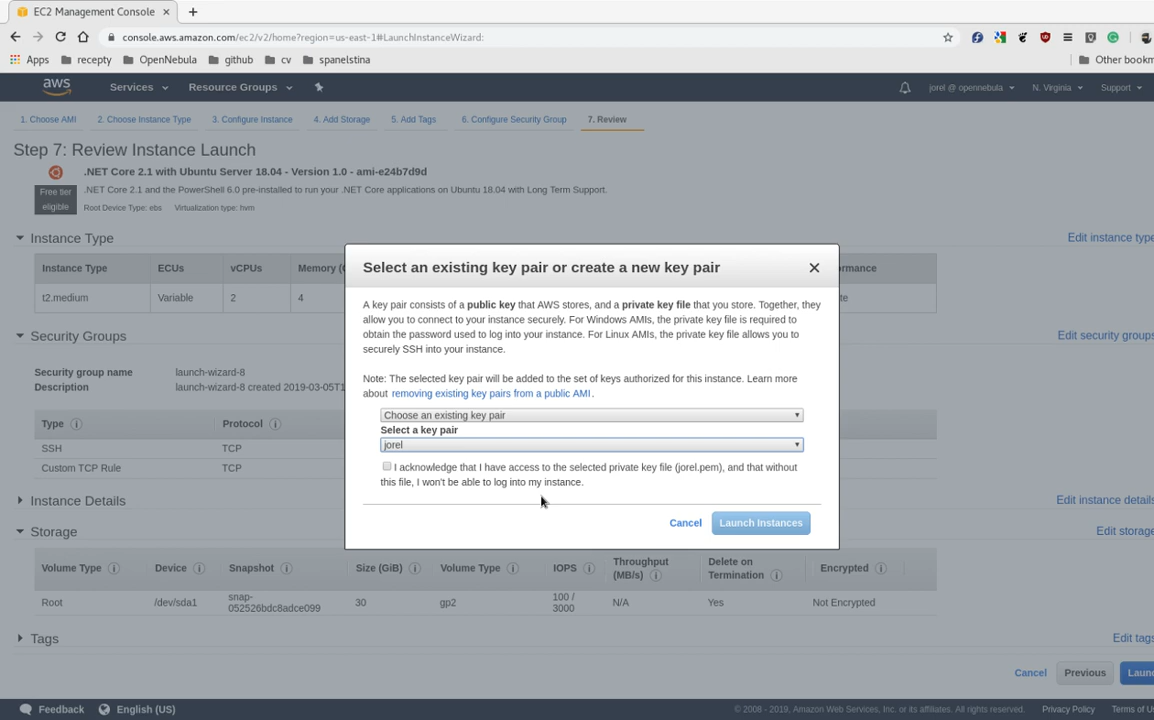 EC2 Management Console
console.aws.amazon.com/ec2/v2/home?region=us-east-1#LaunchInstanceWizard:
Apps recepty OpenNebula github cv spanelstina Other bookm
aws Services Resource Groups jorel @ opennebula N. Virginia Support
1. Choose AMI 2. Choose Instance Type 3. Configure Instance 4. Add Storage 5. Add Tags 6. Configure Security Group 7. Review
Step 7: Review Instance Launch
.NET Core 2.1 with Ubuntu Server 18.04 - Version 1.0 - ami-e24b7d9d
Free tier eligible
.NET Core 2.1 and the PowerShell 6.0 pre-installed to run your .NET Core applications on Ubuntu 18.04 with Long Term Support.
Root Device Type: ebs Virtualization type: hvm
Instance Type Edit instance type
Instance Type ECUs vCPUs Memory (G ormance
t2.medium Variable 2 4 te
Security Groups Edit security groups
Security group name launch-wizard-8
Description launch-wizard-8 created 2019-03-05T1
Type Protocol
SSH TCP
Custom TCP Rule TCP
Instance Details Edit instance details
Storage Edit storage
Volume Type Device Snapshot Size (GiB) Volume Type IOPS Throughput (MB/s) Delete on Termination Encrypted
Root /dev/sda1 snap-052526bdc8adce099 30 gp2 100 / 3000 N/A Yes Not Encrypted
Tags Edit tags
Cancel Previous Launc
Feedback English (US) © 2008 - 2019, Amazon Web Services, Inc. or its affiliates. All rights reserved. Privacy Policy Terms of U
Select an existing key pair or create a new key pair
A key pair consists of a public key that AWS stores, and a private key file that you store. Together, they
allow you to connect to your instance securely. For Windows AMIs, the private key file is required to
obtain the password used to log into your instance. For Linux AMIs, the private key file allows you to
securely SSH into your instance.
Note: The selected key pair will be added to the set of keys authorized for this instance. Learn more
about removing existing key pairs from a public AMI.
Choose an existing key pair
Select a key pair
jorel
I acknowledge that I have access to the selected private key file (jorel.pem), and that without
this file, I won't be able to log into my instance.
Cancel Launch Instances